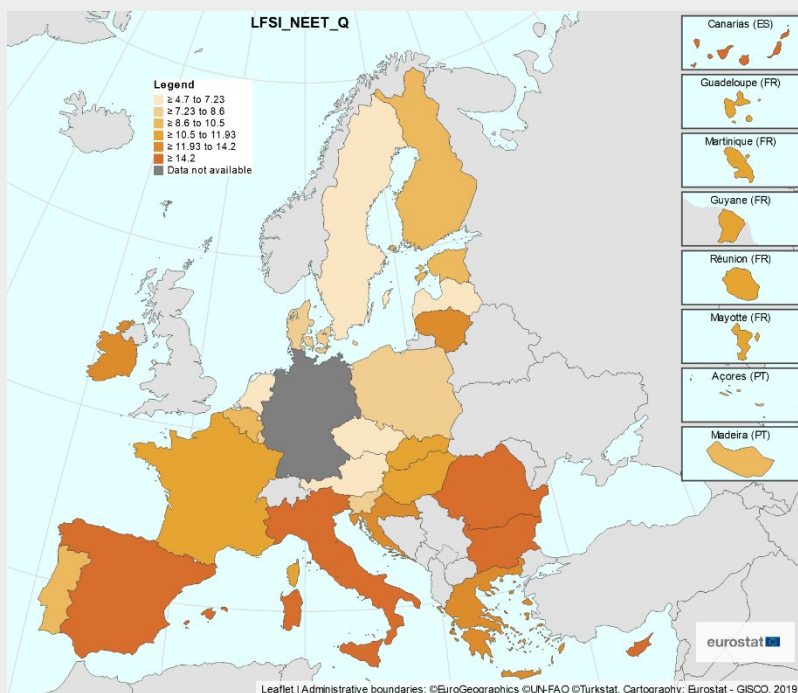 LFSI_NEET_Q
Legend
≥ 4.7 to 7.23
≥ 7.23 to 8.6
≥ 8.6 to 10.5
≥ 10.5 to 11.93
≥ 11.93 to 14.2
≥ 14.2
Data not available
Canarias (ES)
Guadeloupe (FR)
Martinique (FR)
Guyane (FR)
Réunion (FR)
Mayotte (FR)
Açores (PT)
Madeira (PT)
eurostat
Leaflet | Administrative boundaries: ©EuroGeographics ©UN-FAO ©Turkstat, Cartography: Eurostat - GISCO, 2019